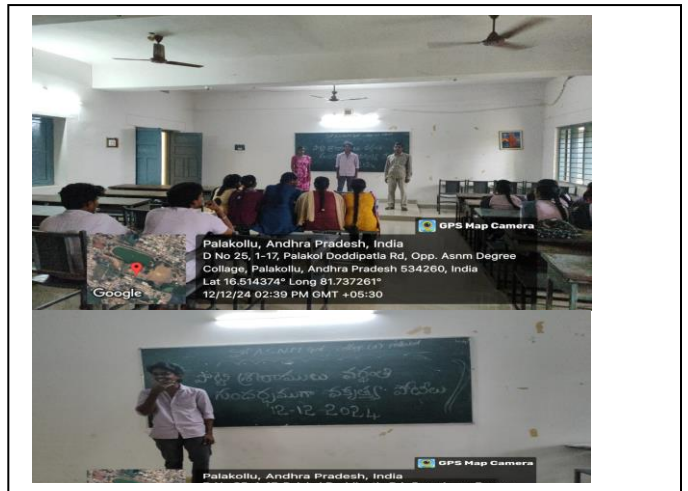 GPS Map Camera
Palakollu, Andhra Pradesh, India
D No 25, 1-17, Palakol Doddipatla Rd, Opp. Asnm Degree
Collage, Palakollu, Andhra Pradesh 534260, India
Lat 16.514374° Long 81.737261°
12/12/24 02:39 PM GMT +05:30
Google
పొట్టి శ్రీరాములు వర్ధంతి
సందర్భముగా వక్తృత్వ పోటీలు
12-12-2024
GPS Map Camera
Palakollu, Andhra Pradesh, India